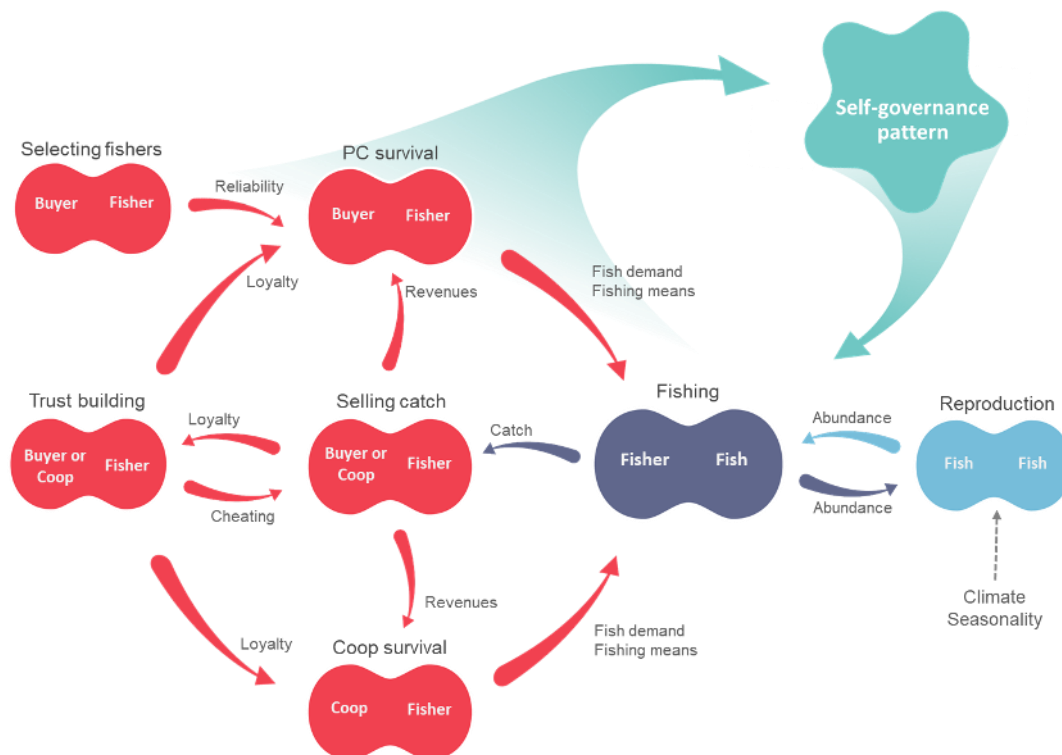 Self-governance
pattern
Selecting fishers
Buyer Fisher
Reliability
PC survival
Buyer Fisher
Loyalty
Revenues
Fish demand
Fishing means
Trust building
Buyer or
Coop
Fisher
Loyalty
Cheating
Selling catch
Buyer or
Coop
Fisher
Catch
Fishing
Fisher Fish
Abundance
Abundance
Reproduction
Fish Fish
Climate
Seasonality
Loyalty
Revenues
Coop survival
Coop Fisher
Fish demand
Fishing means